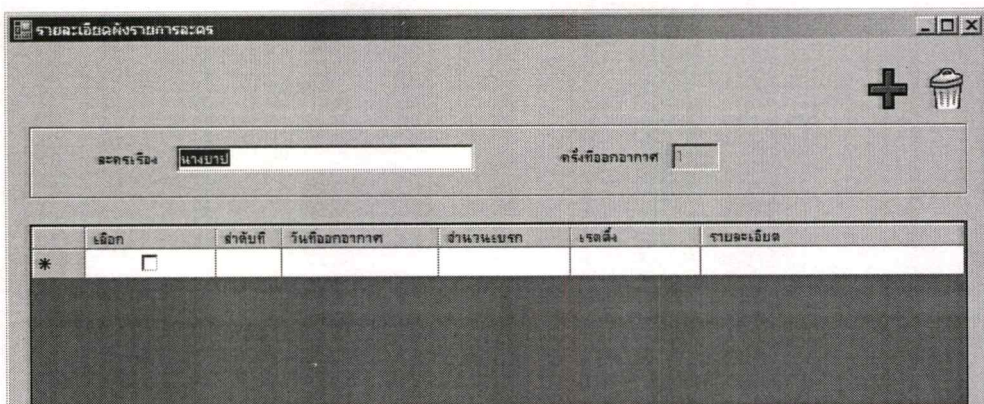 รายละเอียดผังรายการละคร
ละครเรื่อง นางบาป ครั้งที่ออกอากาศ 1
เลือก ลำดับที่ วันที่ออกอากาศ จำนวนเบรก เรตติ้ง รายละเอียด
*